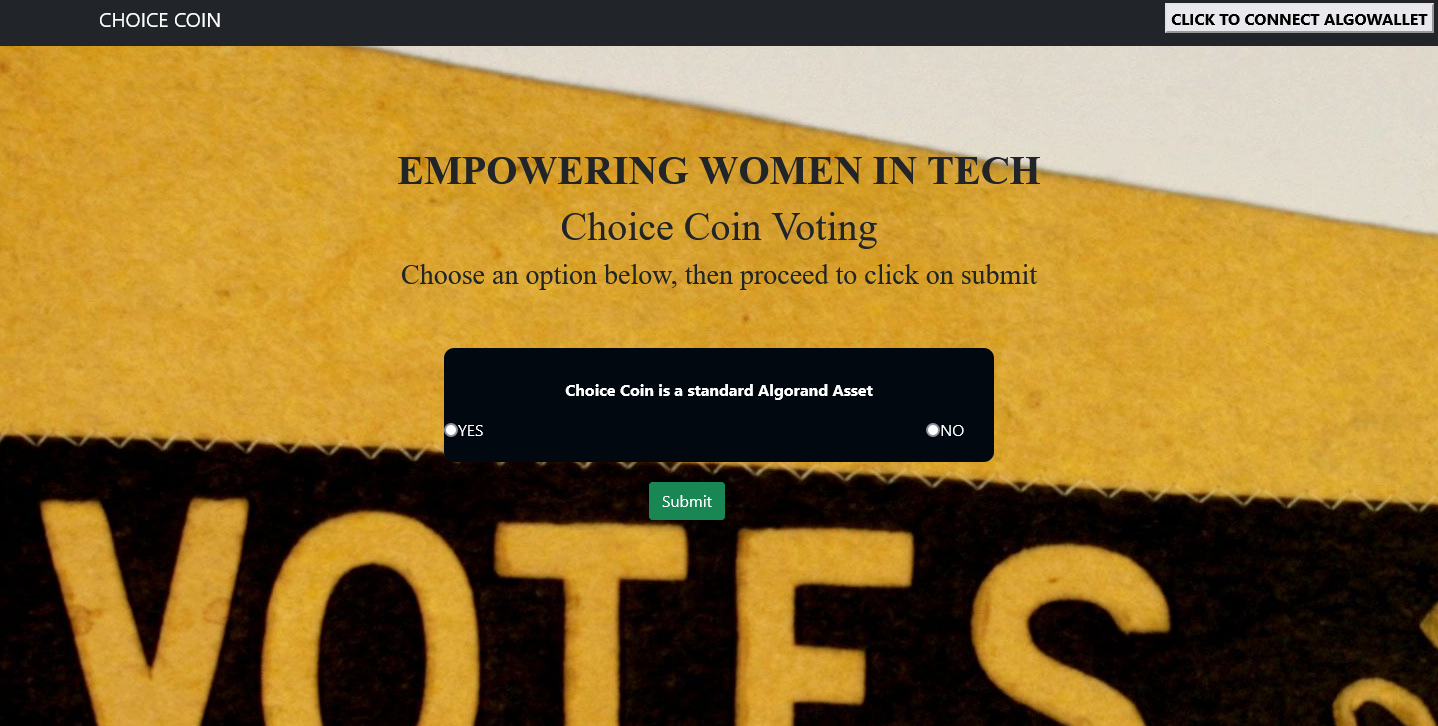 CHOICE COIN
CLICK TO CONNECT ALGOWALLET
EMPOWERING WOMEN IN TECH
Choice Coin Voting
Choose an option below, then proceed to click on submit
Choice Coin is a standard Algorand Asset
YES
NO
Submit
VOTES